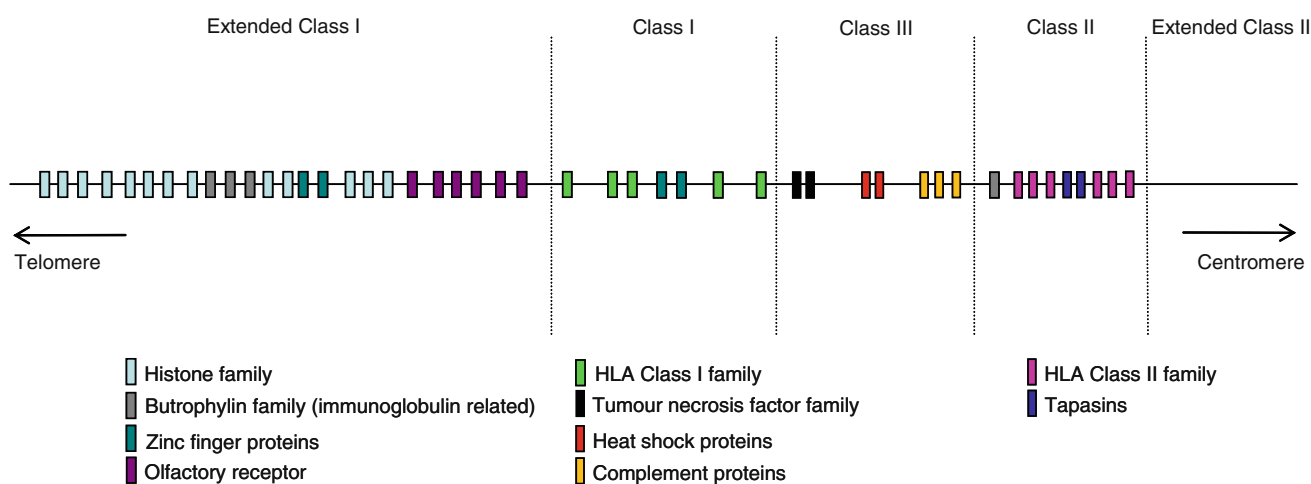 Extended Class I
Class I
Class III
Class II
Extended Class II
Telomere
Centromere
Histone family
Butrophylin family (immunoglobulin related)
Zinc finger proteins
Olfactory receptor
HLA Class I family
Tumour necrosis factor family
Heat shock proteins
Complement proteins
HLA Class II family
Tapasins